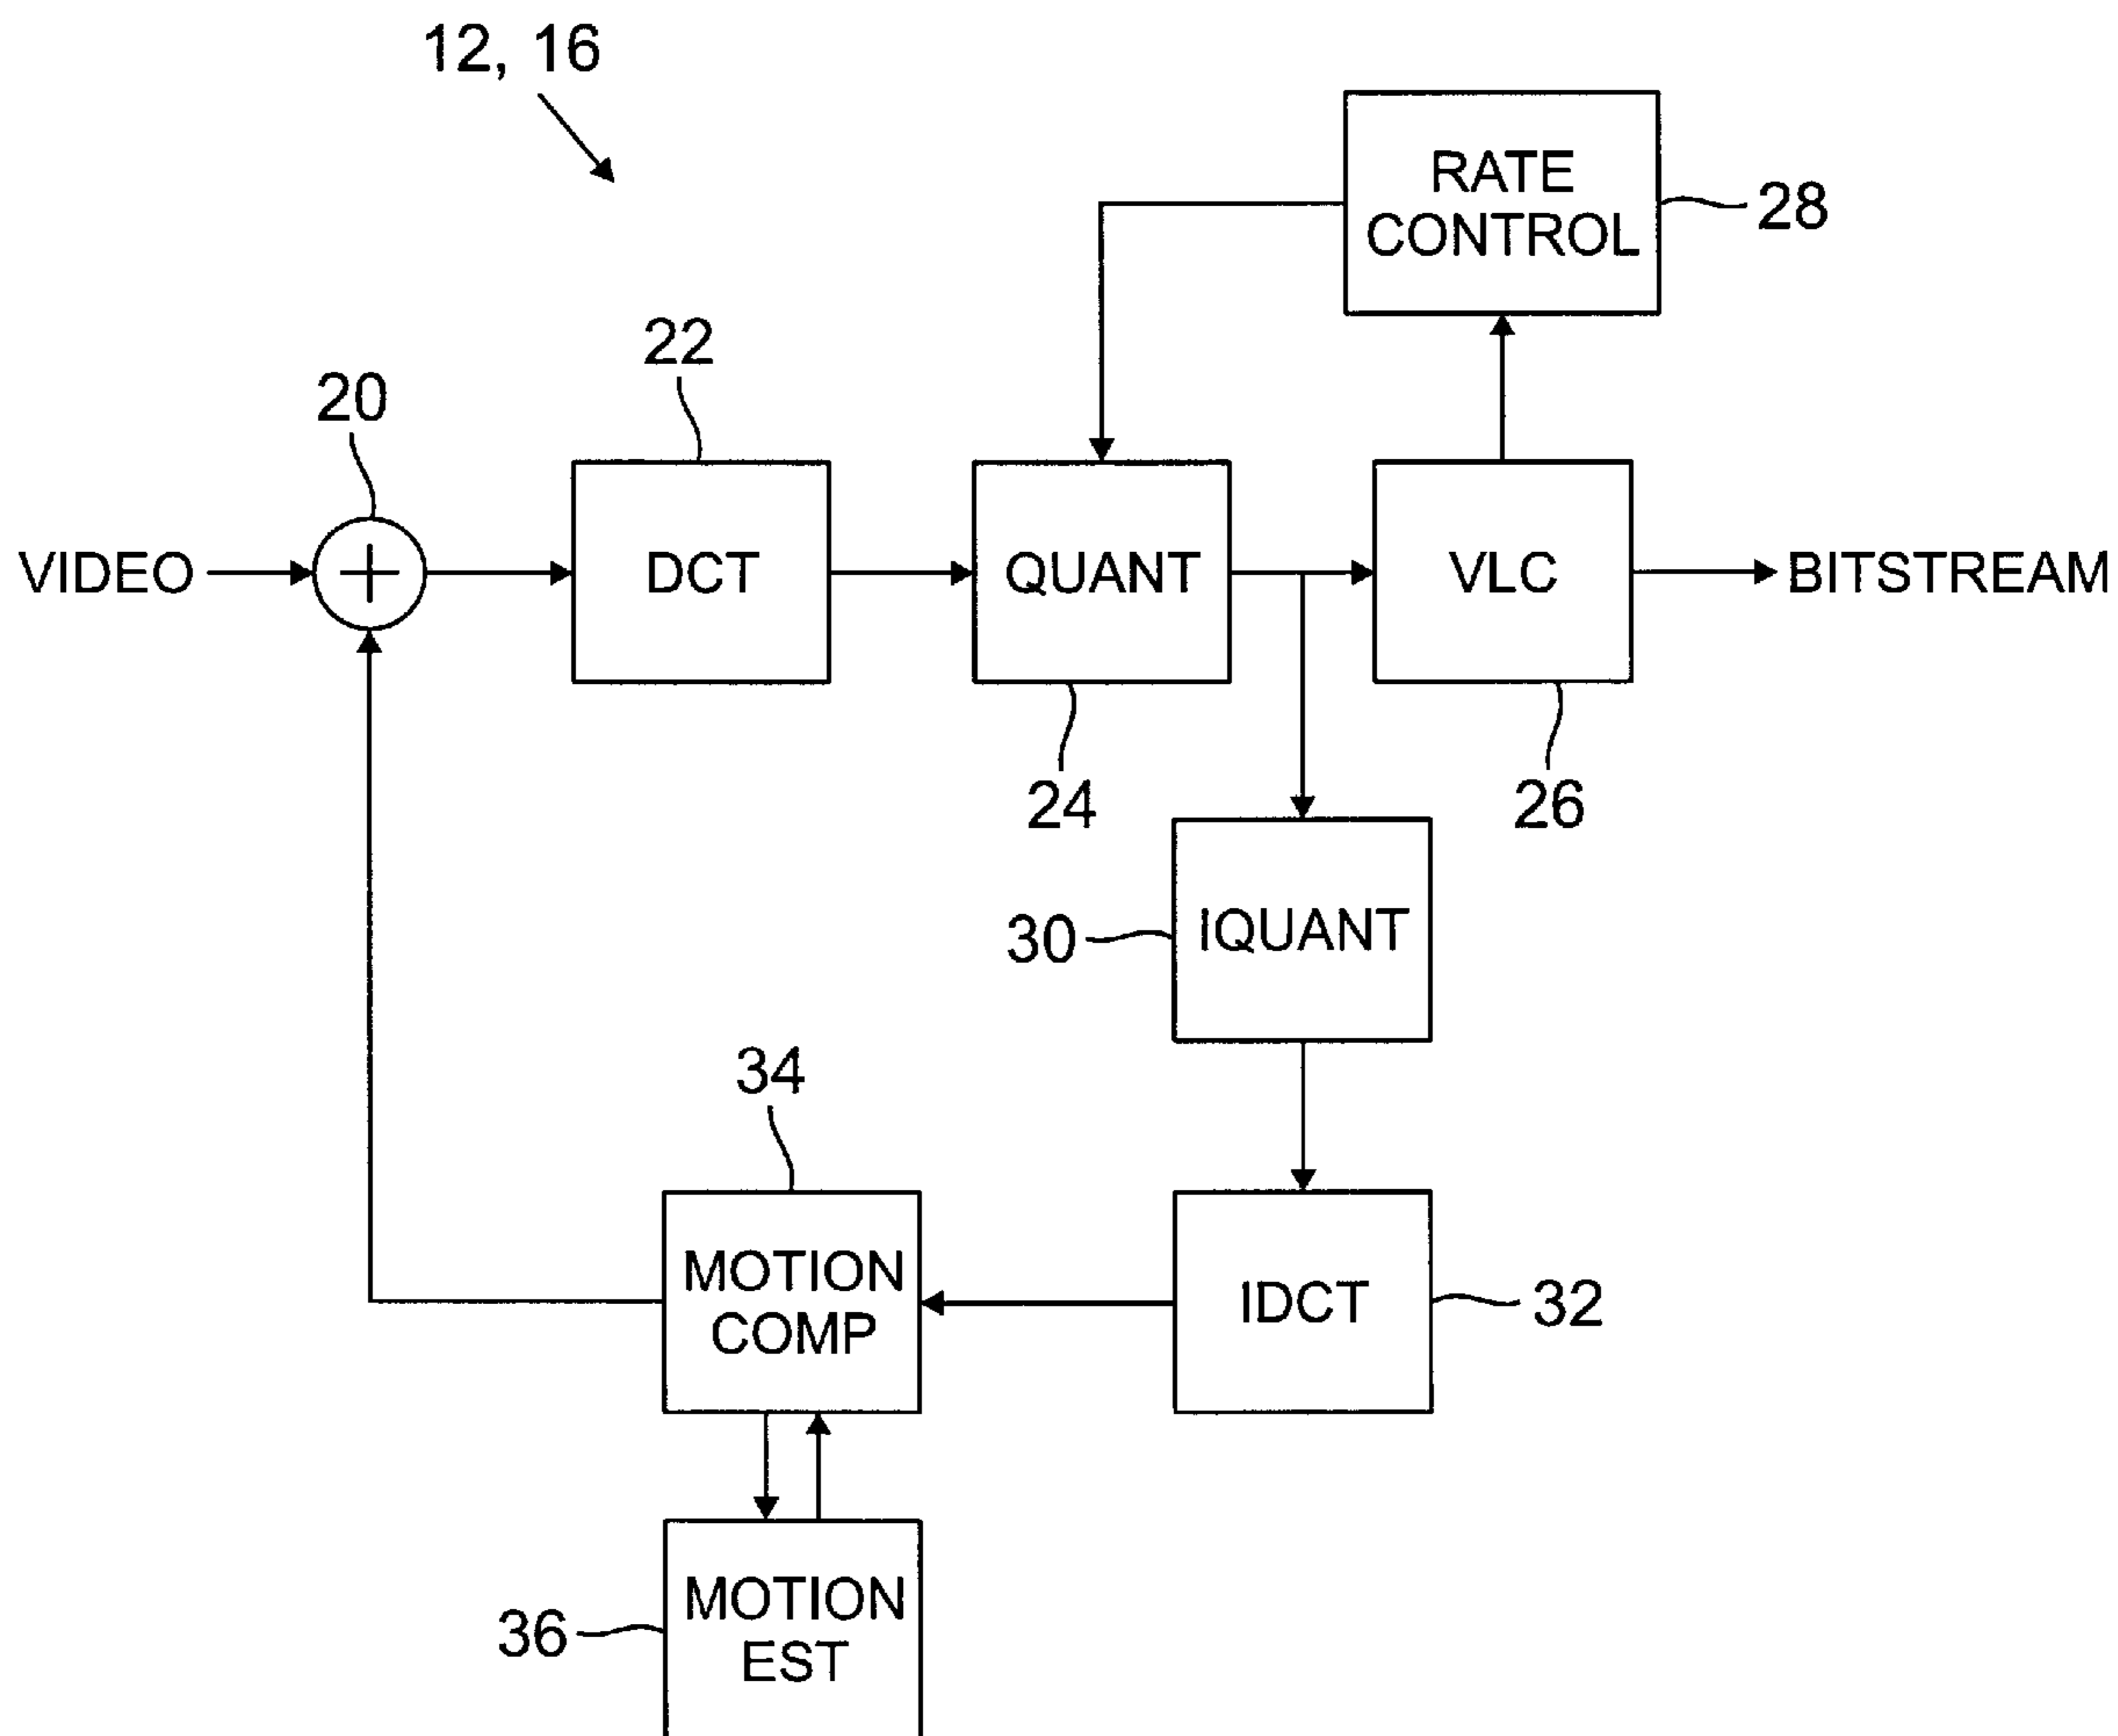 12, 16
RATE
CONTROL
28
22
20
VIDEO
+
DCT
QUANT
VLC
BITSTREAM
24
26
30
IQUANT
34
MOTION
COMP
IDCT
32
36
MOTION
EST